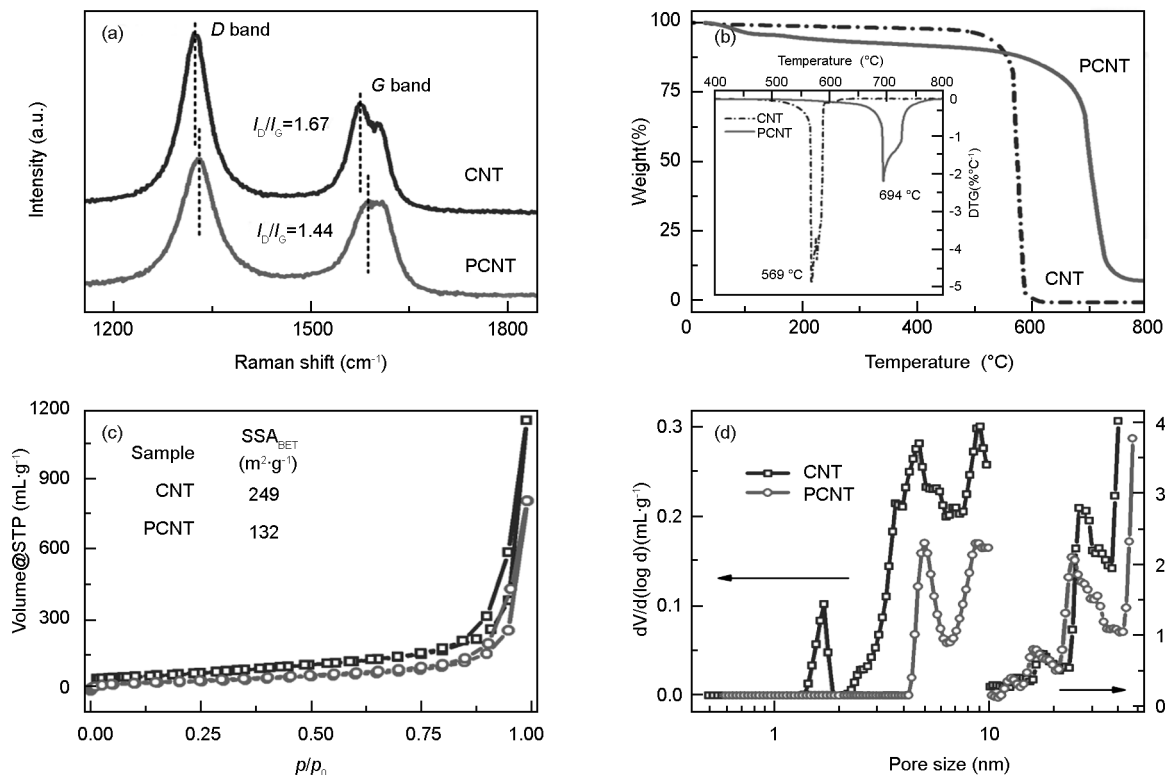 (a)
D band
G band
I_D/I_G=1.67
CNT
I_D/I_G=1.44
PCNT
Intensity (a.u.)
1200
1500
1800
Raman shift (cm⁻¹)
(b)
100
75
50
25
0
Weight(%)
PCNT
CNT
0
200
400
600
800
Temperature (°C)
Temperature (°C)
400
500
600
700
800
CNT
PCNT
569 °C
694 °C
0
-1
-2
-3
-4
-5
DTG(%°C⁻¹)
(c)
1200
900
600
300
0
Volume@STP (mL·g⁻¹)
Sample
SSA_BET
(m²·g⁻¹)
CNT
249
PCNT
132
0.00
0.25
0.50
0.75
1.00
p/p₀
(d)
0.3
0.2
0.1
0.0
dV/d(log d)(mL·g⁻¹)
CNT
PCNT
4
3
2
1
0
1
10
Pore size (nm)